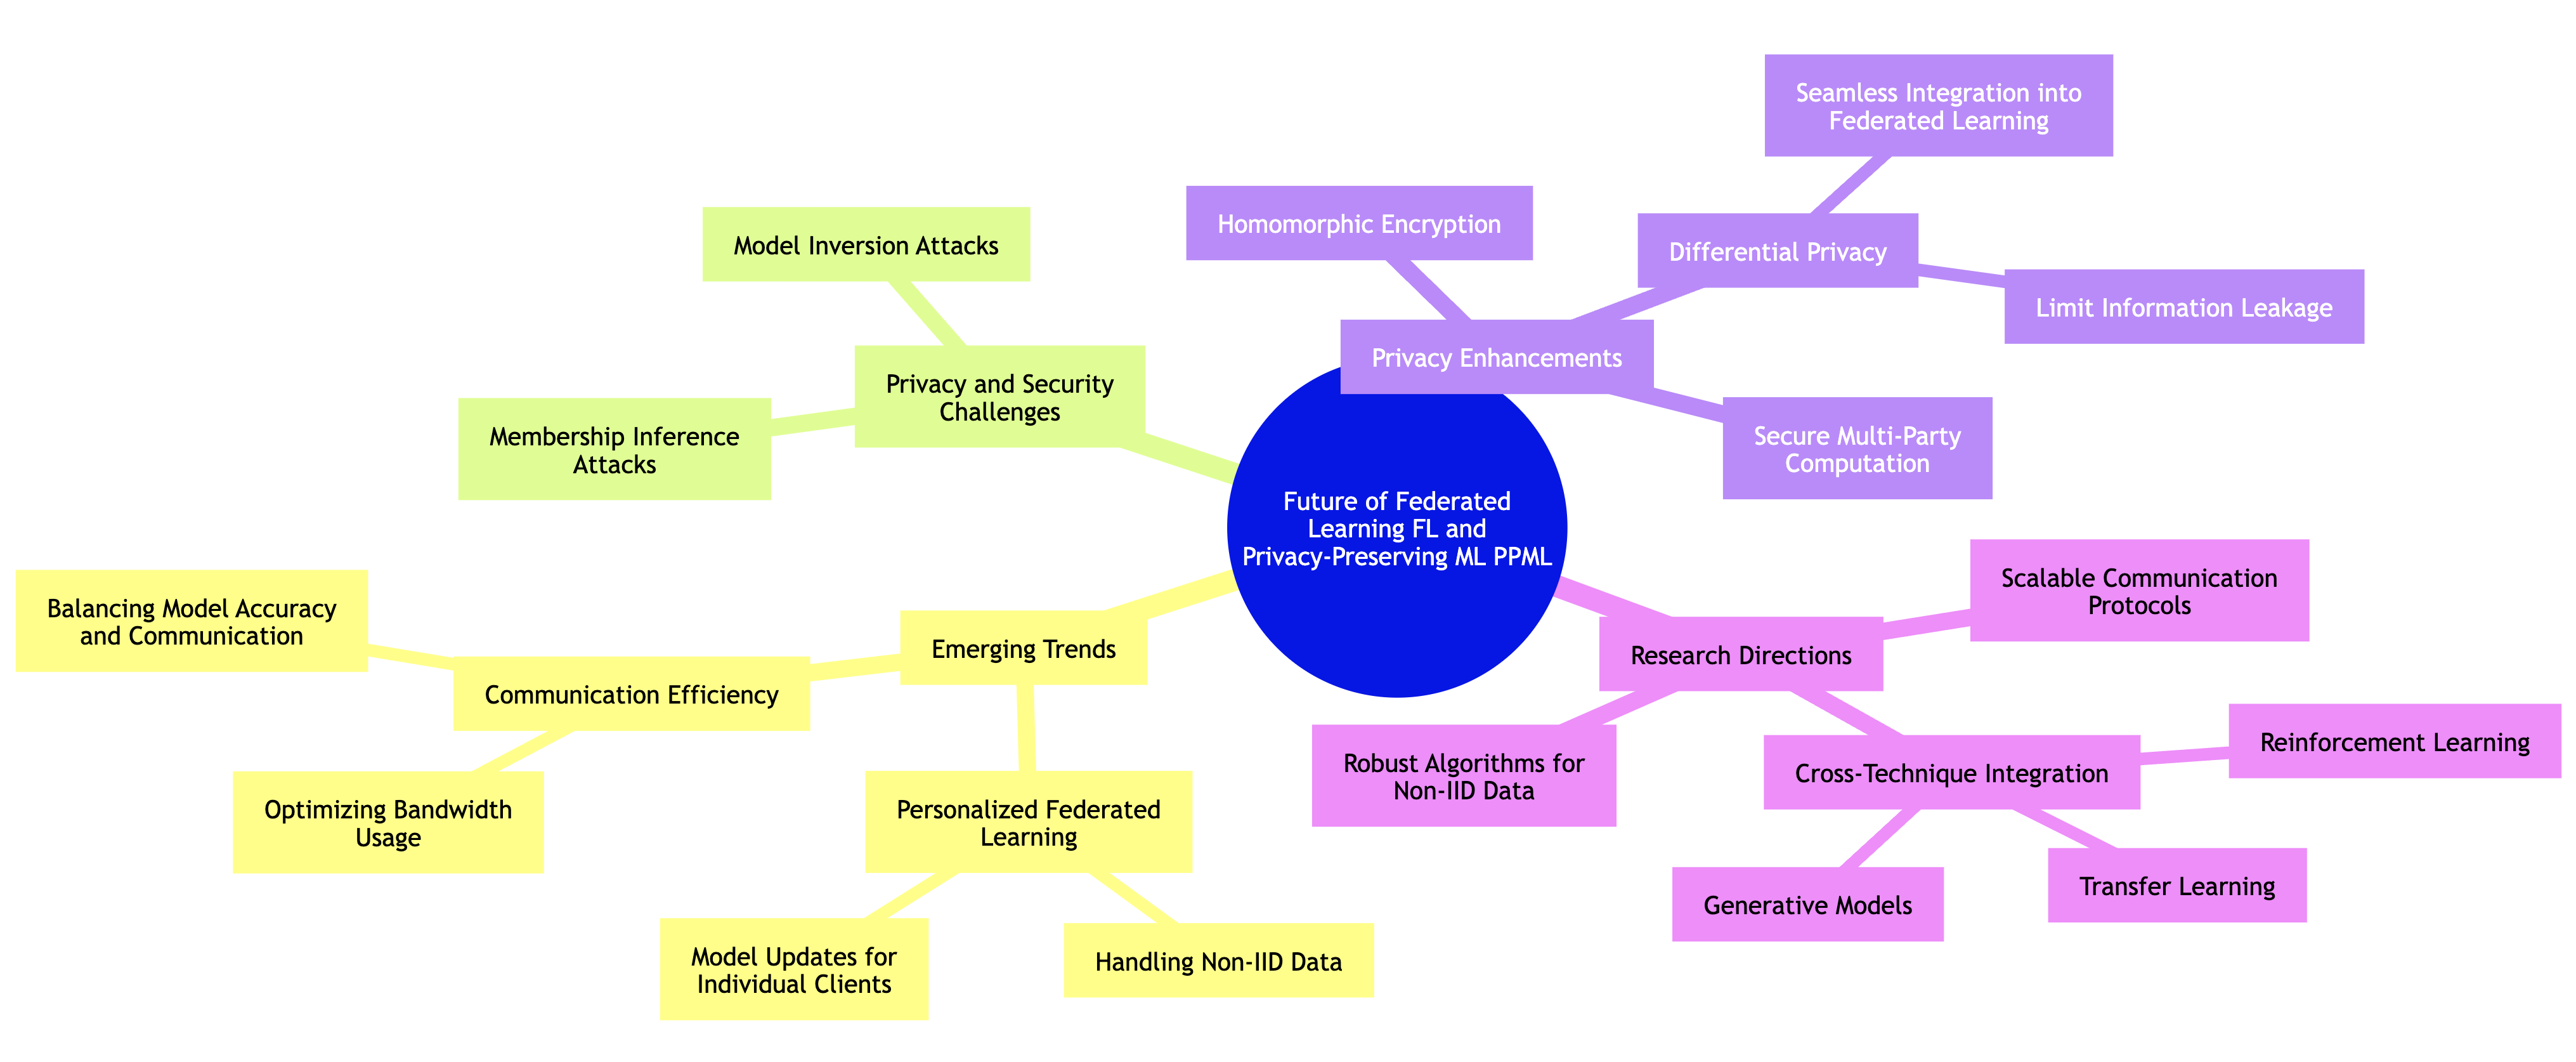 Seamless Integration into
Federated Learning
Homomorphic Encryption
Model Inversion Attacks
Differential Privacy
Limit Information Leakage
Privacy Enhancements
Privacy and Security
Challenges
Membership Inference
Attacks
Secure Multi-Party
Computation
Future of Federated
Learning FL and
Privacy-Preserving ML PPML
Balancing Model Accuracy
and Communication
Emerging Trends
Communication Efficiency
Optimizing Bandwidth
Usage
Personalized Federated
Learning
Model Updates for
Individual Clients
Handling Non-IID Data
Scalable Communication
Protocols
Research Directions
Robust Algorithms for
Non-IID Data
Cross-Technique Integration
Reinforcement Learning
Generative Models
Transfer Learning